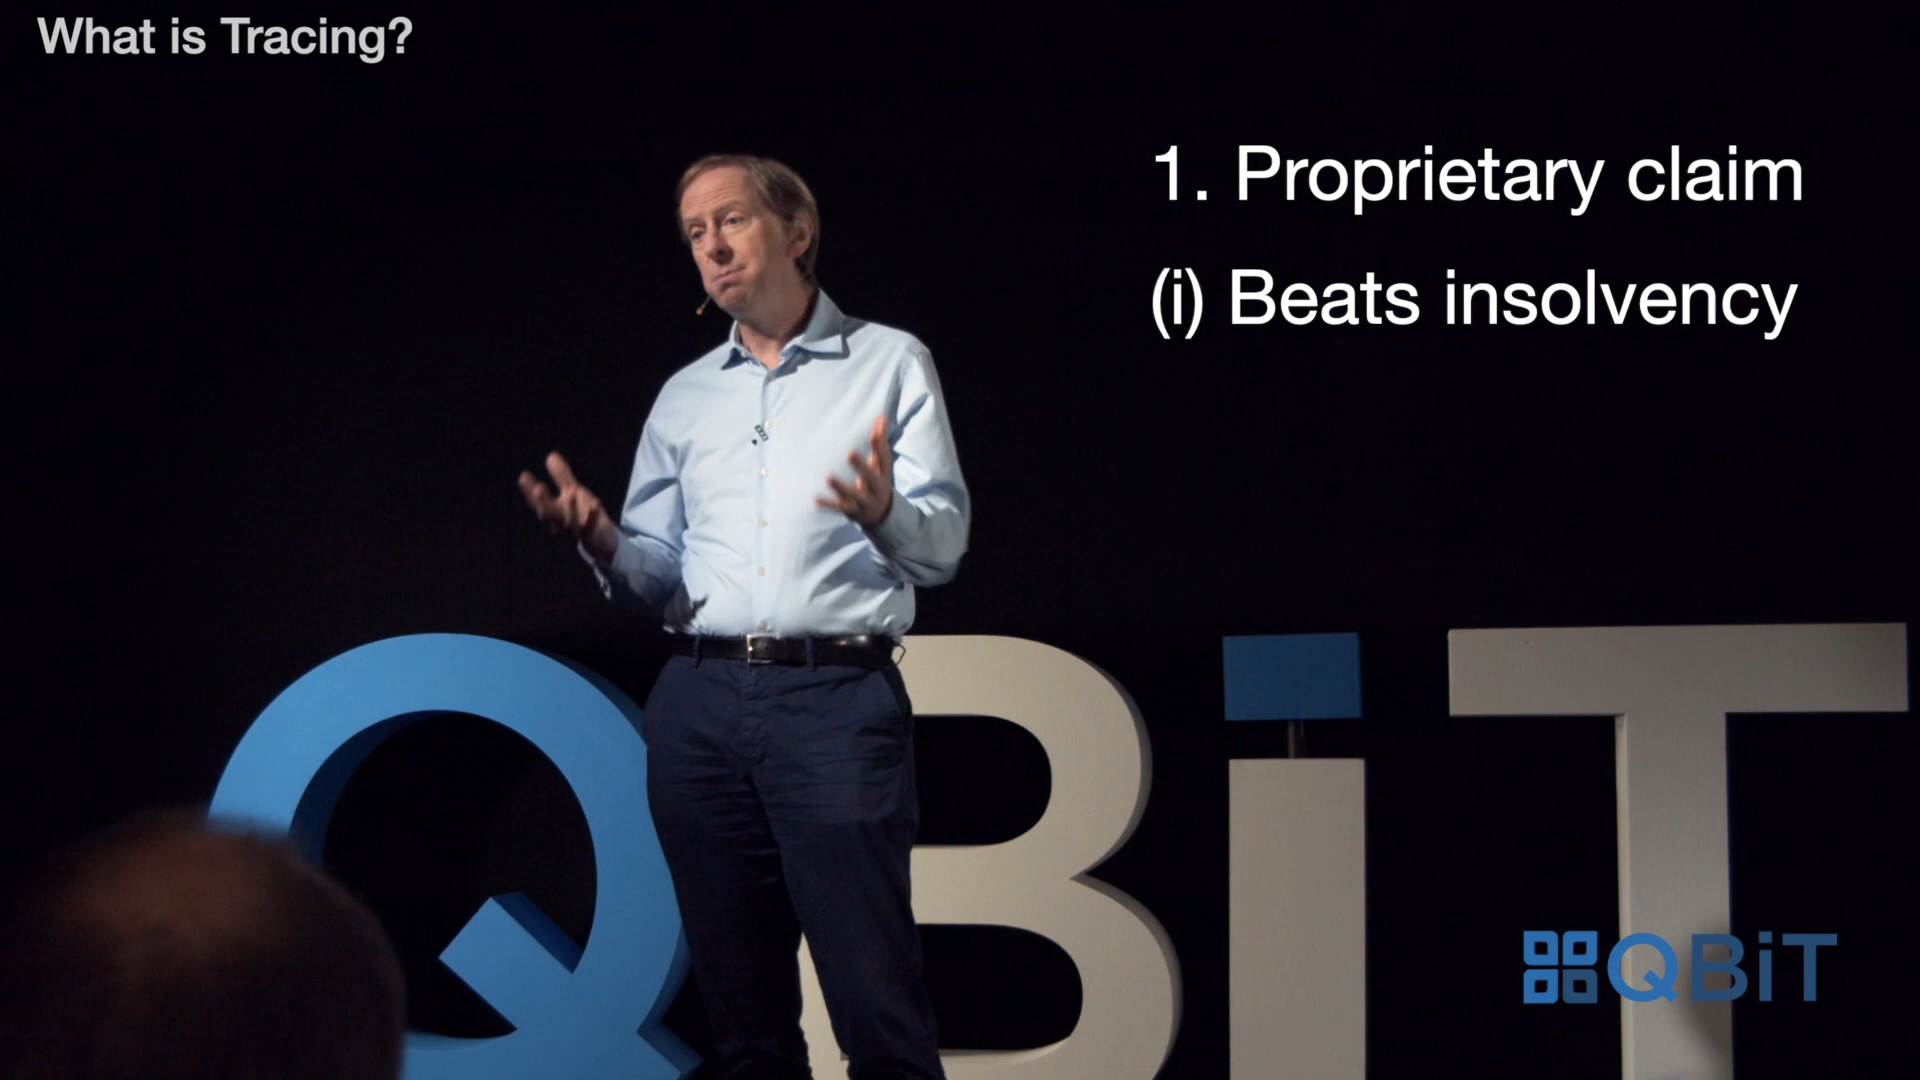 What is Tracing?
1. Proprietary claim
(i) Beats insolvency
QBiT
QBiT